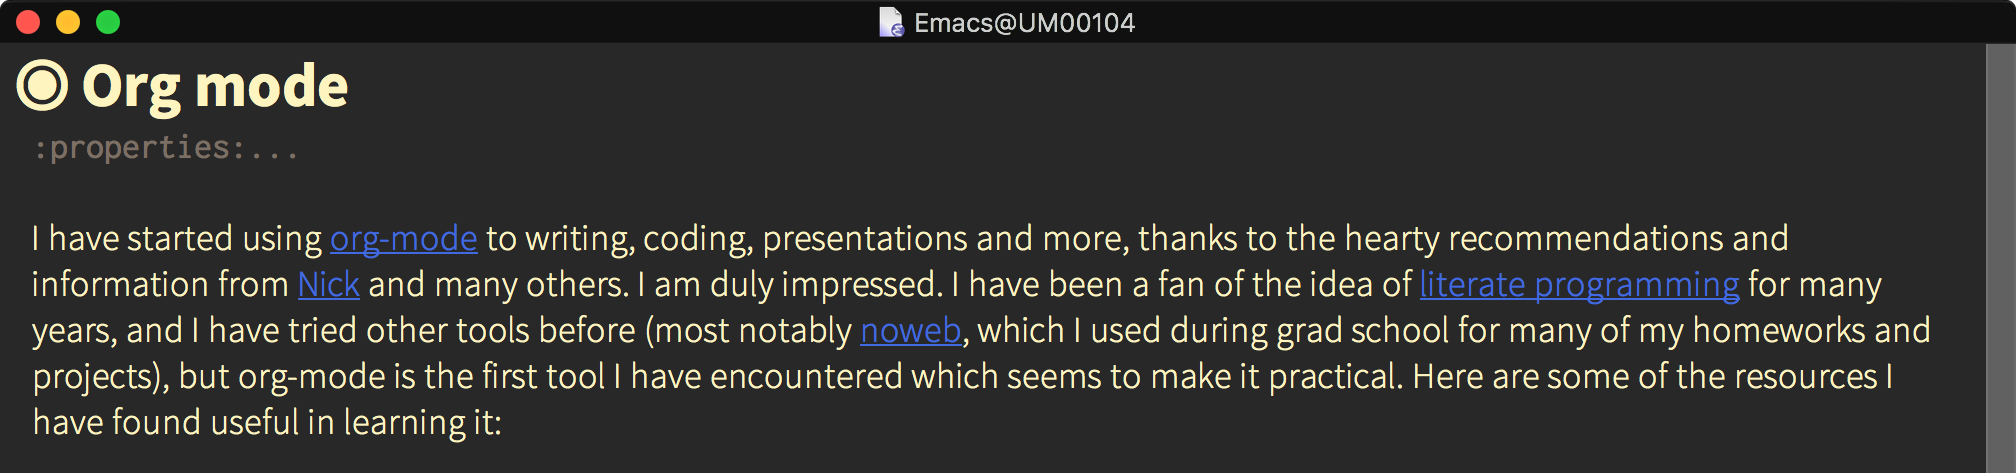 Emacs@UM00104
Org mode
:properties:...
I have started using org-mode to writing, coding, presentations and more, thanks to the hearty recommendations and
information from Nick and many others. I am duly impressed. I have been a fan of the idea of literate programming for many
years, and I have tried other tools before (most notably noweb, which I used during grad school for many of my homeworks and
projects), but org-mode is the first tool I have encountered which seems to make it practical. Here are some of the resources I
have found useful in learning it: